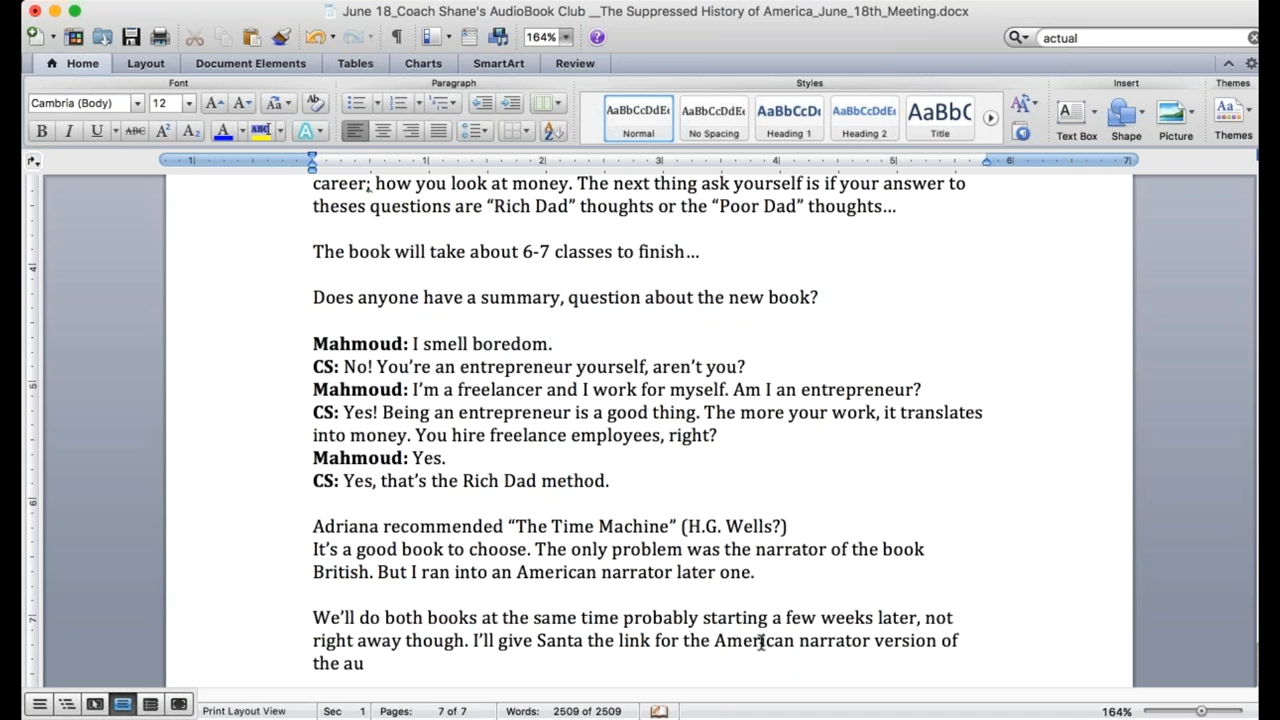 June 18_Coach Shane's AudioBook Club __The Suppressed History of America_June_18th_Meeting.docx
164%
actual
Home Layout Document Elements Tables Charts SmartArt Review
Font Paragraph Styles Insert Themes
Cambria (Body) 12
AaBbCcDdEe AaBbCcDdEe AaBbCcDc AaBbCcDdEe AaBbC
Normal No Spacing Heading 1 Heading 2 Title
Text Box Shape Picture Themes
career; how you look at money. The next thing ask yourself is if your answer to
theses questions are “Rich Dad” thoughts or the “Poor Dad” thoughts…
The book will take about 6-7 classes to finish…
Does anyone have a summary, question about the new book?
Mahmoud: I smell boredom.
CS: No! You’re an entrepreneur yourself, aren’t you?
Mahmoud: I’m a freelancer and I work for myself. Am I an entrepreneur?
CS: Yes! Being an entrepreneur is a good thing. The more your work, it translates
into money. You hire freelance employees, right?
Mahmoud: Yes.
CS: Yes, that’s the Rich Dad method.
Adriana recommended “The Time Machine” (H.G. Wells?)
It’s a good book to choose. The only problem was the narrator of the book
British. But I ran into an American narrator later one.
We’ll do both books at the same time probably starting a few weeks later, not
right away though. I’ll give Santa the link for the American narrator version of
the au
Print Layout View Sec 1 Pages: 7 of 7 Words: 2509 of 2509 164%